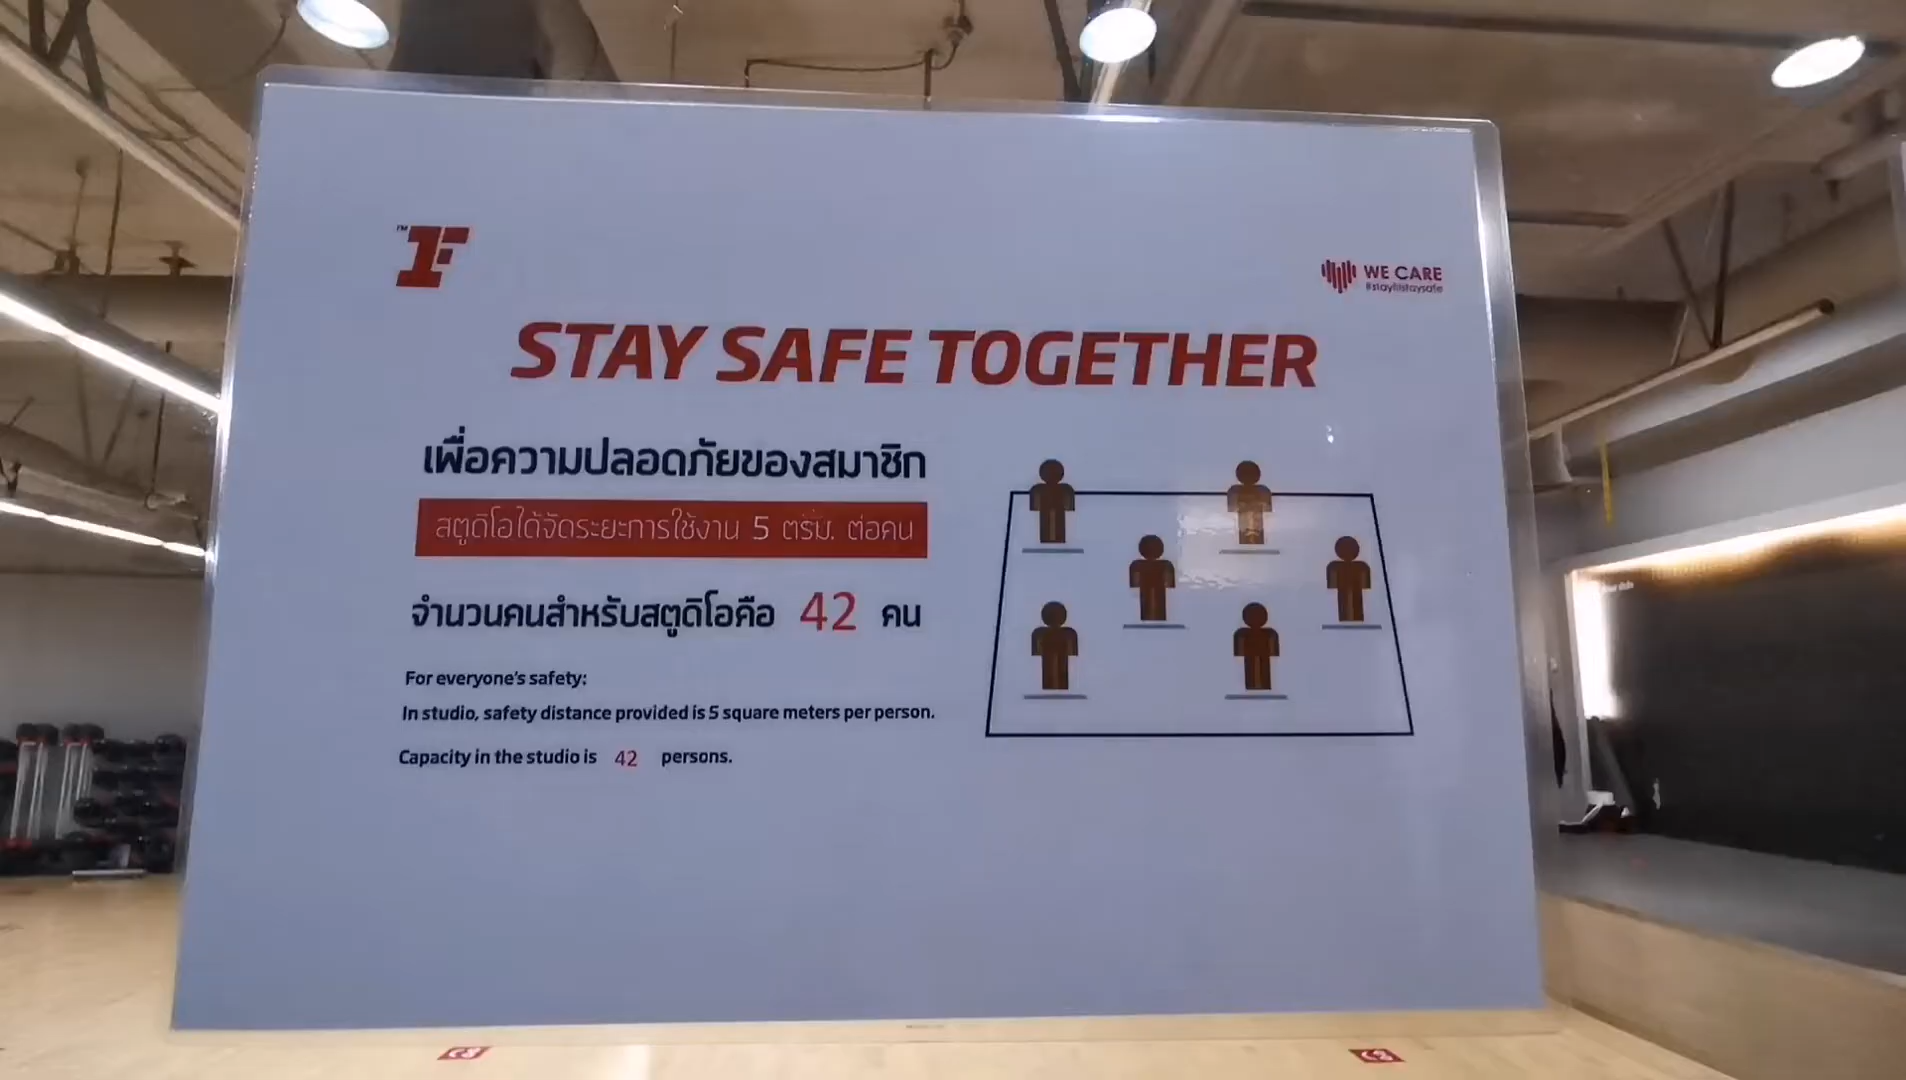 ™
WE CARE
#stayfitstaysafe
STAY SAFE TOGETHER
เพื่อความปลอดภัยของสมาชิก
สตูดิโอได้จัดระยะการใช้งาน 5 ตรม. ต่อคน
จำนวนคนสำหรับสตูดิโอคือ 42 คน
For everyone's safety:
In studio, safety distance provided is 5 square meters per person.
Capacity in the studio is 42 persons.